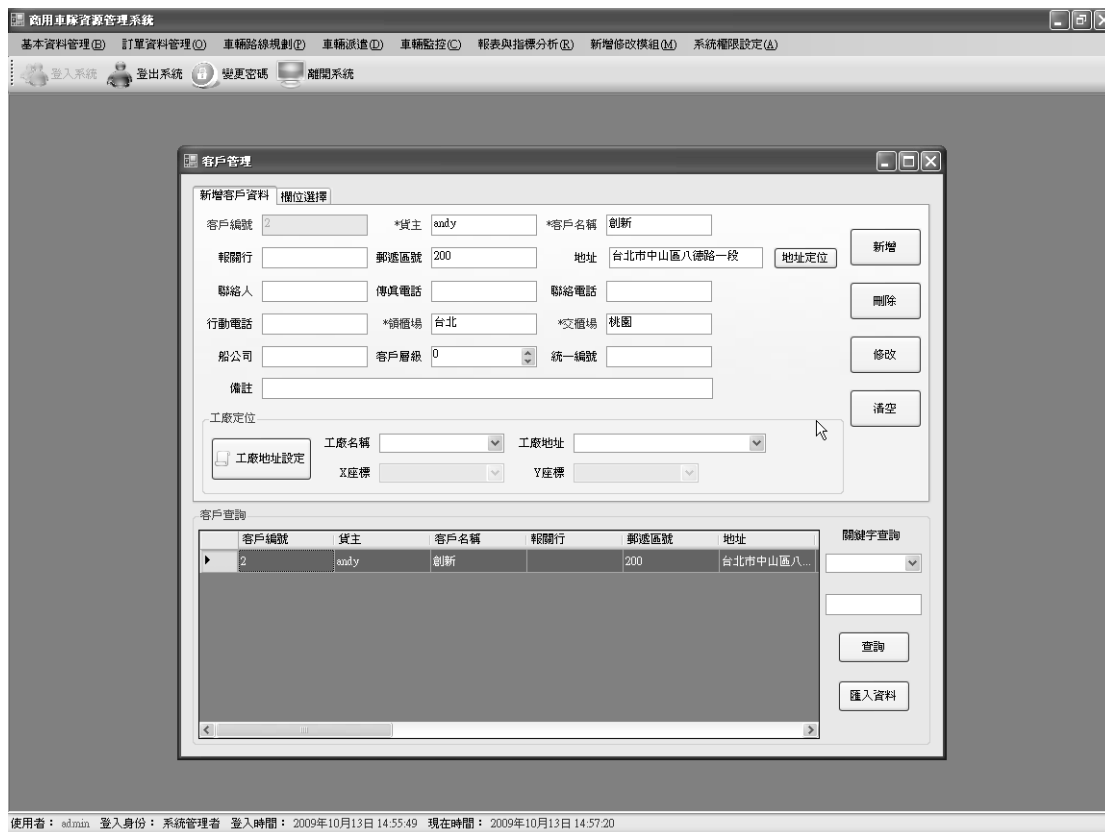 商用車隊資源管理系統
基本資料管理(B) 訂單資料管理(O) 車輛路線規劃(P) 車輛派遣(D) 車輛監控(C) 報表與指標分析(R) 新增修改模組(M) 系統權限設定(A)
登入系統 登出系統 變更密碼 離開系統
客戶管理
新增客戶資料 欄位選擇
客戶編號 2 *貨主 andy *客戶名稱 創新
新增
報關行 郵遞區號 200 地址 台北市中山區八德路一段 地址定位
聯絡人 傳真電話 聯絡電話
刪除
行動電話 *領櫃場 台北 *交櫃場 桃園
船公司 客戶層級 0 統一編號
修改
備註
清空
工廠定位
工廠地址設定 工廠名稱 工廠地址
X座標 Y座標
客戶查詢
客戶編號 貨主 客戶名稱 報關行 郵遞區號 地址
關鍵字查詢
2 andy 創新 200 台北市中山區八...
查詢
匯入資料
使用者： admin 登入身份： 系統管理者 登入時間： 2009年10月13日 14:55:49 現在時間： 2009年10月13日 14:57:20